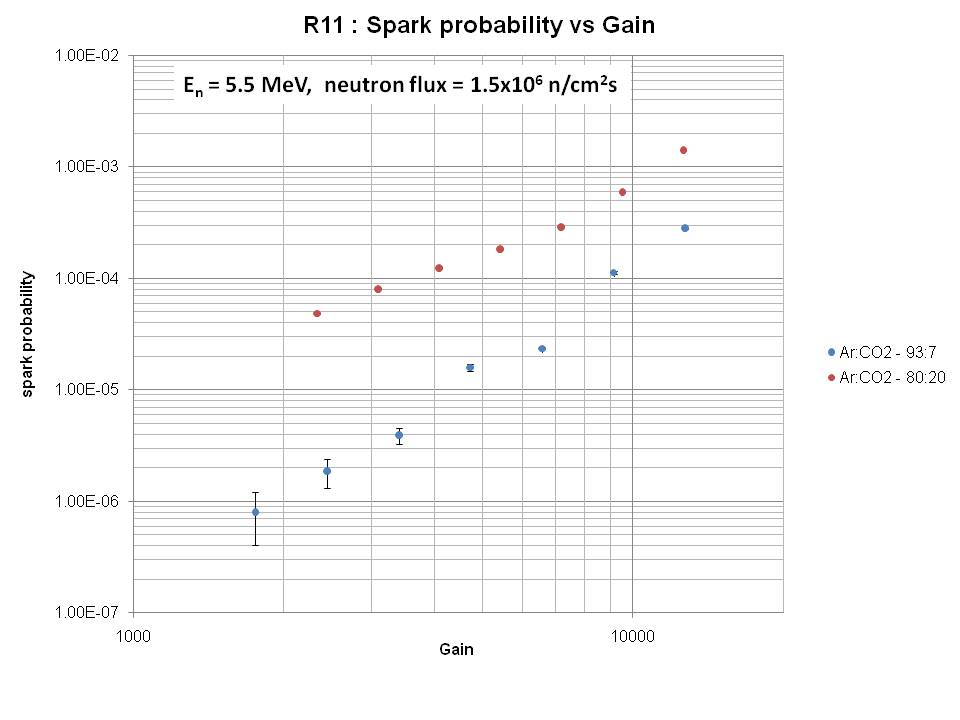 R11 : Spark probability vs Gain
Eₙ = 5.5 MeV, neutron flux = 1.5x10⁶ n/cm²s
1.00E-02
1.00E-03
1.00E-04
1.00E-05
1.00E-06
1.00E-07
spark probability
1000
10000
Gain
Ar:CO2 - 93:7
Ar:CO2 - 80:20